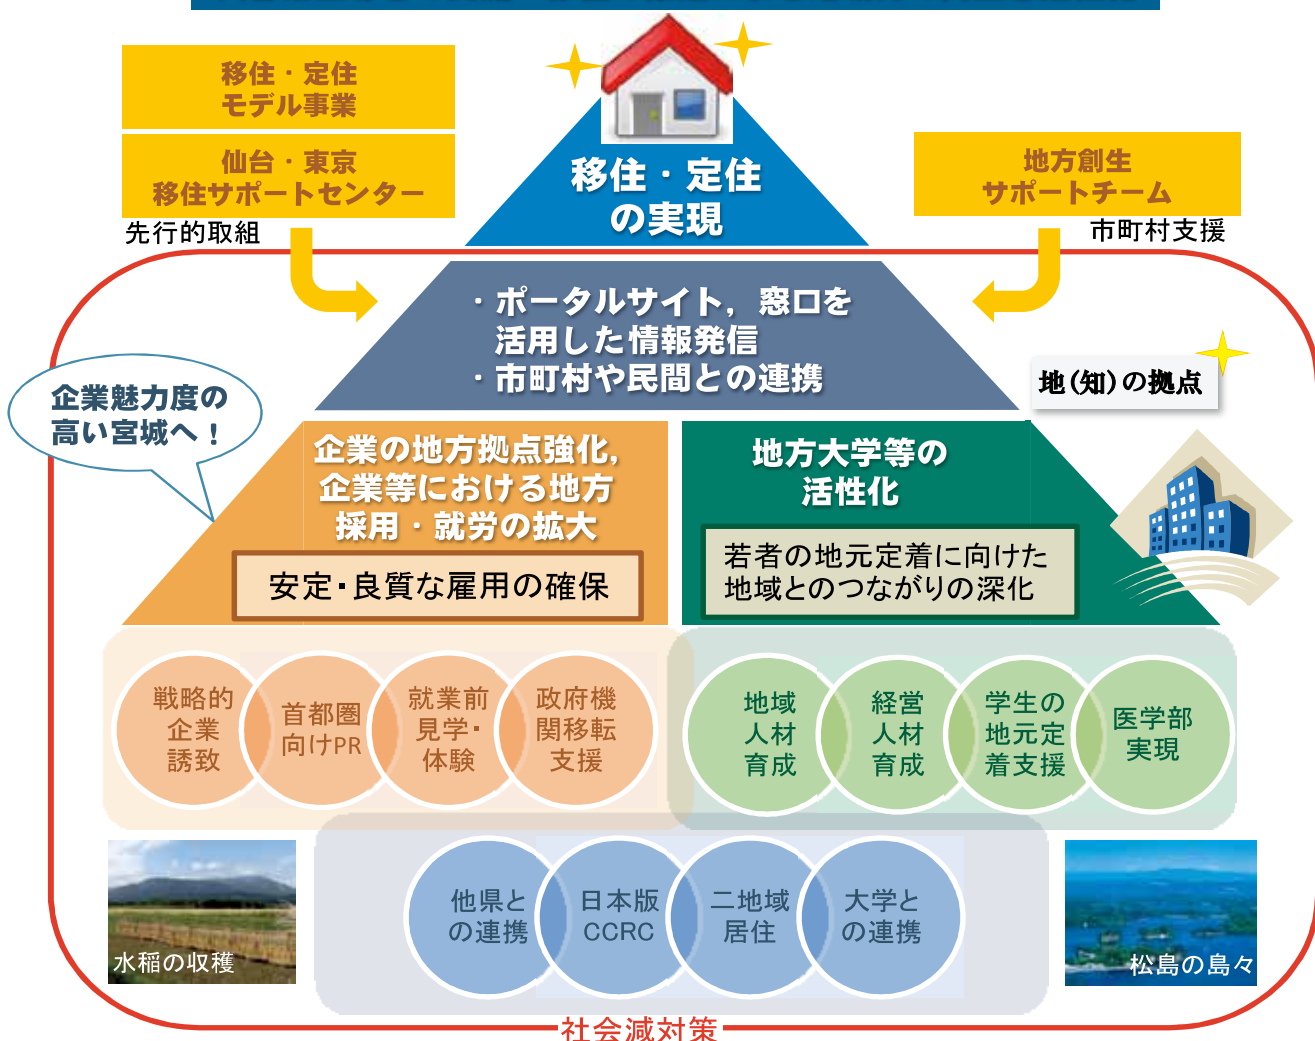 移住・定住
モデル事業
仙台・東京
移住サポートセンター
先行的取組
移住・定住
の実現
地方創生
サポートチーム
市町村支援
・ポータルサイト，窓口を
活用した情報発信
・市町村や民間との連携
地（知）の拠点
企業魅力度の
高い宮城へ！
企業の地方拠点強化，
企業等における地方
採用・就労の拡大
安定・良質な雇用の確保
地方大学等の
活性化
若者の地元定着に向けた
地域とのつながりの深化
戦略的
企業
誘致
首都圏
向けPR
就業前
見学・
体験
政府機
関移転
支援
地域
人材
育成
経営
人材
育成
学生の
地元定
着支援
医学部
実現
他県と
の連携
日本版
CCRC
二地域
居住
大学と
の連携
水稲の収穫
松島の島々
社会減対策